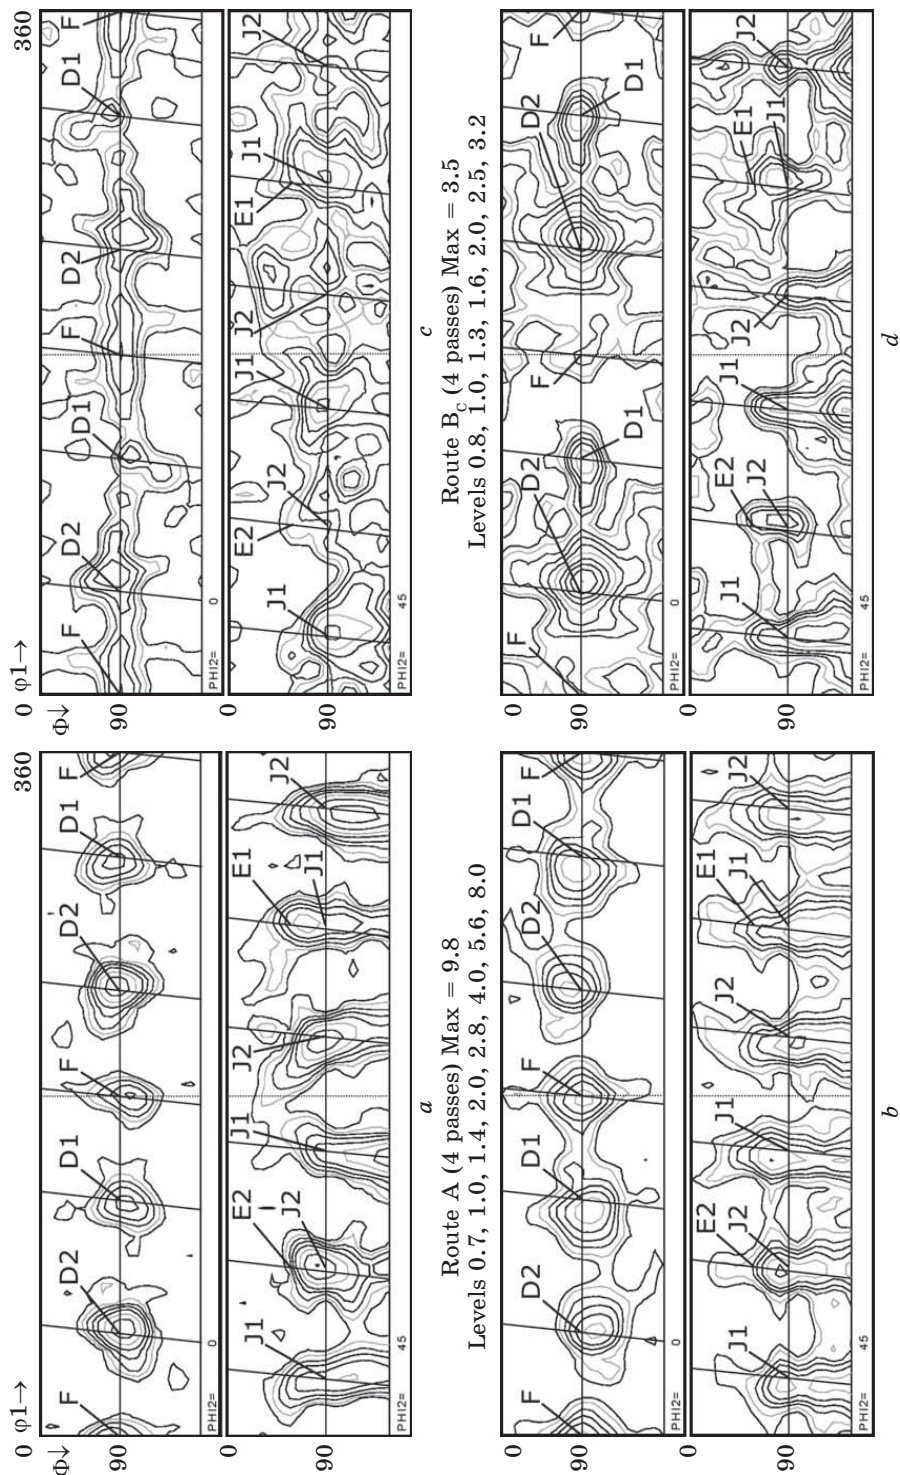 0 φ1→ 360
Φ↓
90
F D2 D1 F D2 D1 F
PHI2= 0
0
90
J1 E2 J2 J1 J2 E1 J1 J2
PHI2= 45
a
Route A (4 passes) Max = 9.8
Levels 0.7, 1.0, 1.4, 2.0, 2.8, 4.0, 5.6, 8.0
0
90
F D2 D1 F D2 D1 F
PHI2= 0
0
90
J1 E2 J2 J1 J2 E1 J1 J2
PHI2= 45
b
0 φ1→ 360
Φ↓
90
F D2 D1 F D2 D1 F
PHI2= 0
0
90
J1 E2 J2 J1 J2 E1 J1 J2
PHI2= 45
c
Route BC (4 passes) Max = 3.5
Levels 0.8, 1.0, 1.3, 1.6, 2.0, 2.5, 3.2
0
90
F D2 D1 F D2 D1 F
PHI2= 0
0
90
J1 E2 J2 J1 J2 E1 J1 J2
PHI2= 45
d